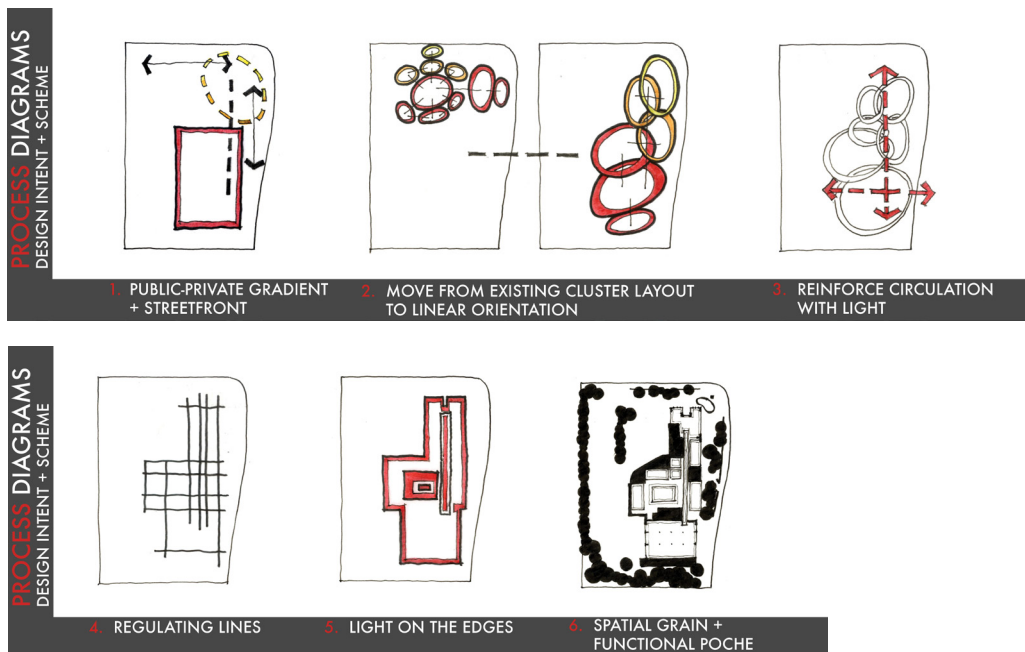 PROCESS DIAGRAMS
DESIGN INTENT + SCHEME
1. PUBLIC-PRIVATE GRADIENT
+ STREETFRONT
2. MOVE FROM EXISTING CLUSTER LAYOUT
TO LINEAR ORIENTATION
3. REINFORCE CIRCULATION
WITH LIGHT
PROCESS DIAGRAMS
DESIGN INTENT + SCHEME
4. REGULATING LINES
5. LIGHT ON THE EDGES
6. SPATIAL GRAIN +
FUNCTIONAL POCHE